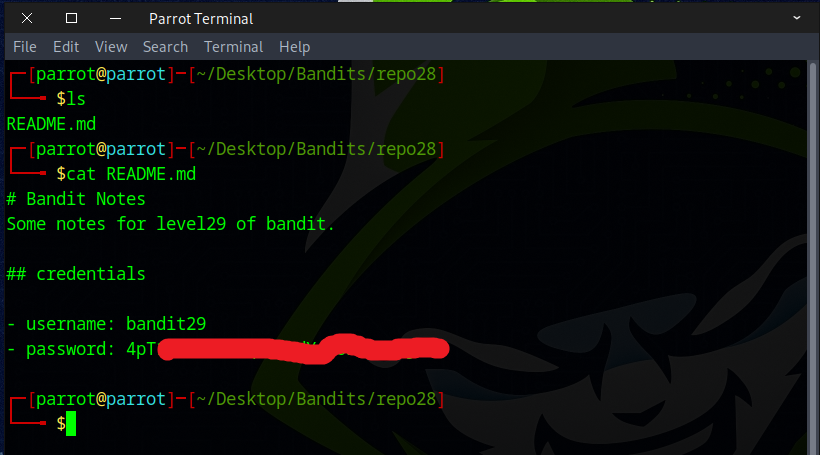 Parrot Terminal
File Edit View Search Terminal Help
┌─[parrot@parrot]─[~/Desktop/Bandits/repo28]
└──╼ $ls
README.md
┌─[parrot@parrot]─[~/Desktop/Bandits/repo28]
└──╼ $cat README.md
# Bandit Notes
Some notes for level29 of bandit.
## credentials
- username: bandit29
- password: 4pT
┌─[parrot@parrot]─[~/Desktop/Bandits/repo28]
└──╼ $